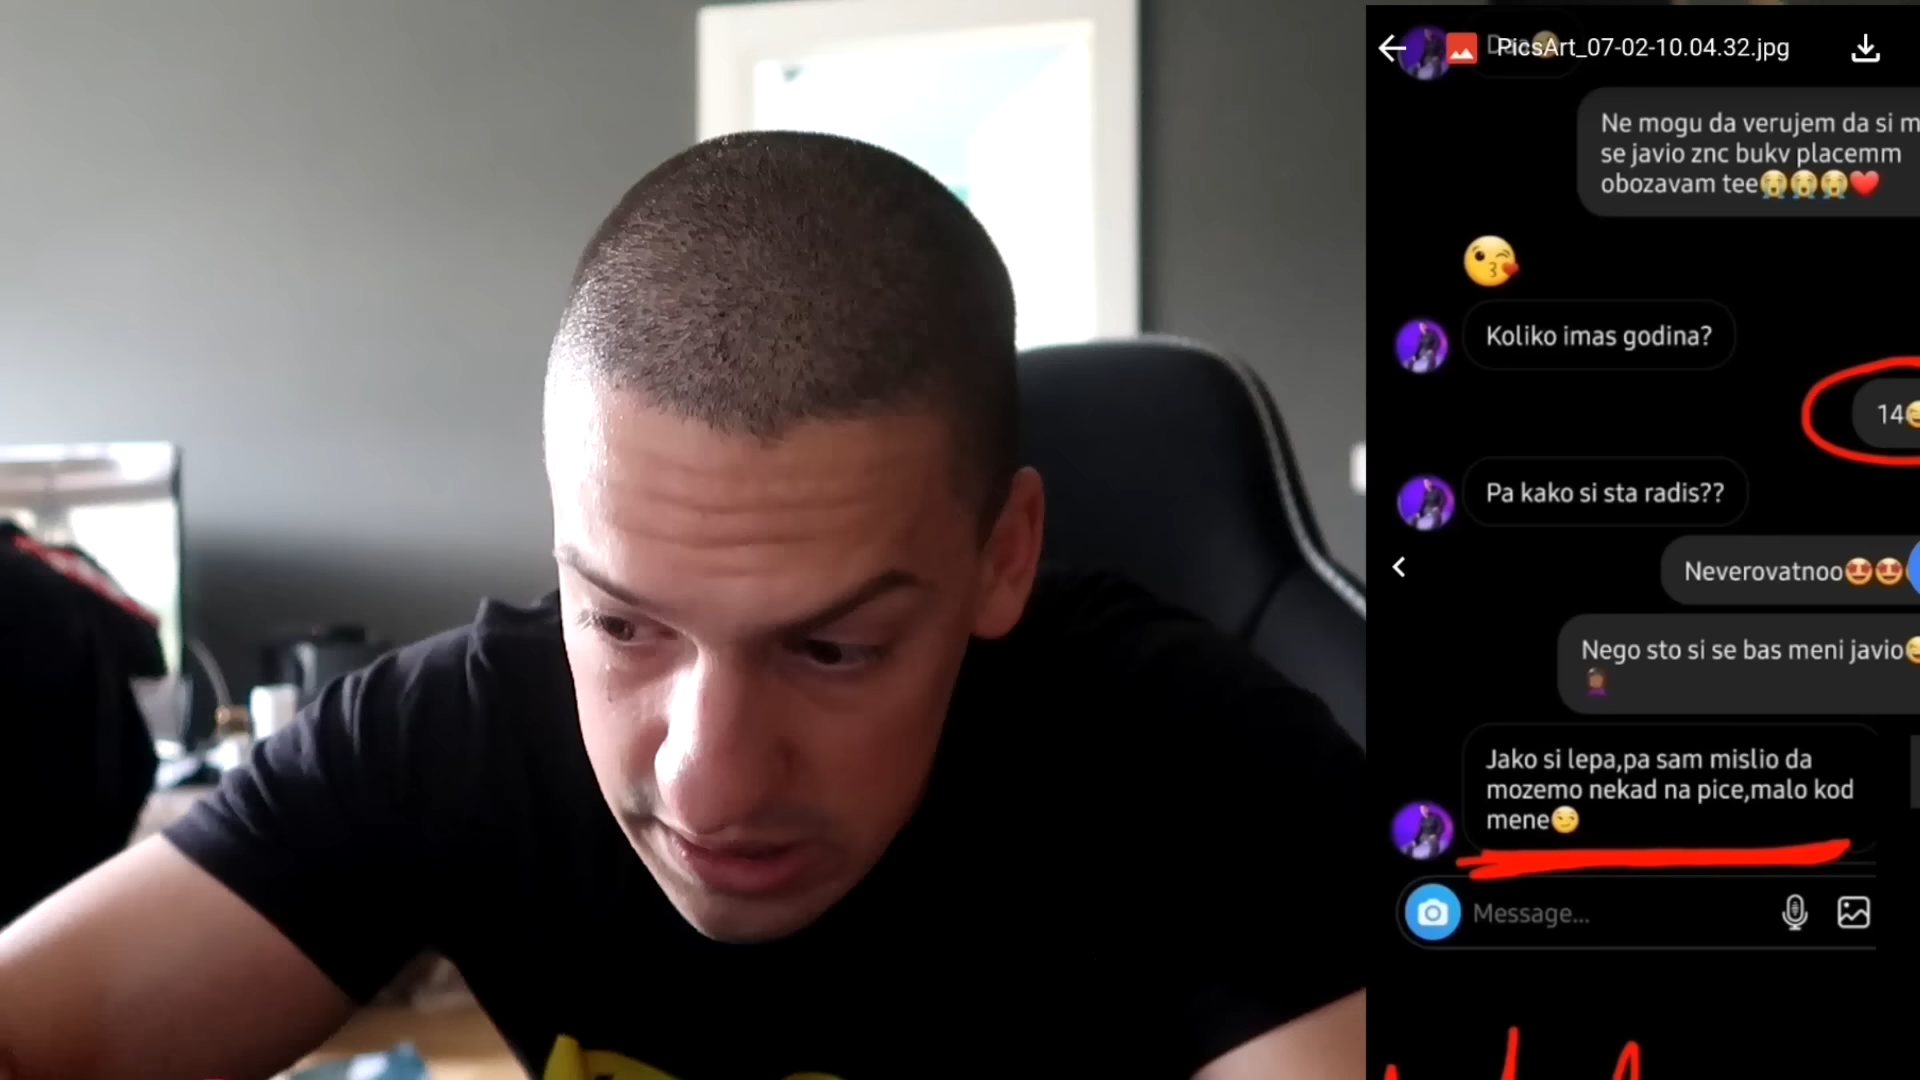 PicsArt_07-02-10.04.32.jpg
Ne mogu da verujem da si m
se javio znc bukv placemm
obozavam tee😭😭😭❤️
😘
Koliko imas godina?
14
Pa kako si sta radis??
Neverovatnoo🤩🤩
Nego sto si se bas meni javio
Jako si lepa,pa sam mislio da
mozemo nekad na pice,malo kod
mene😏
Message...